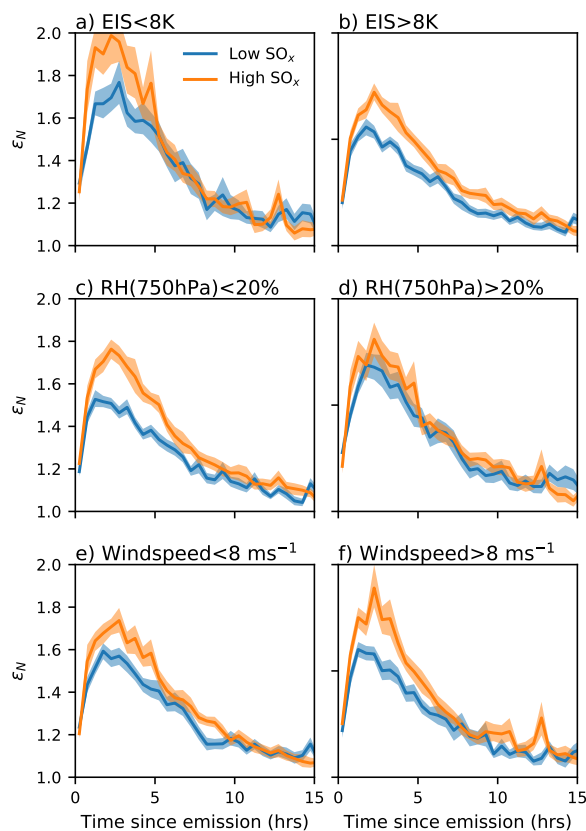 a) EIS<8K
b) EIS>8K
2.0
1.8
1.6
1.4
1.2
1.0
εN
Low SOx
High SOx
c) RH(750hPa)<20%
d) RH(750hPa)>20%
2.0
1.8
1.6
1.4
1.2
1.0
εN
e) Windspeed<8 ms⁻¹
f) Windspeed>8 ms⁻¹
2.0
1.8
1.6
1.4
1.2
1.0
εN
0 5 10 15
0 5 10 15
Time since emission (hrs)
Time since emission (hrs)